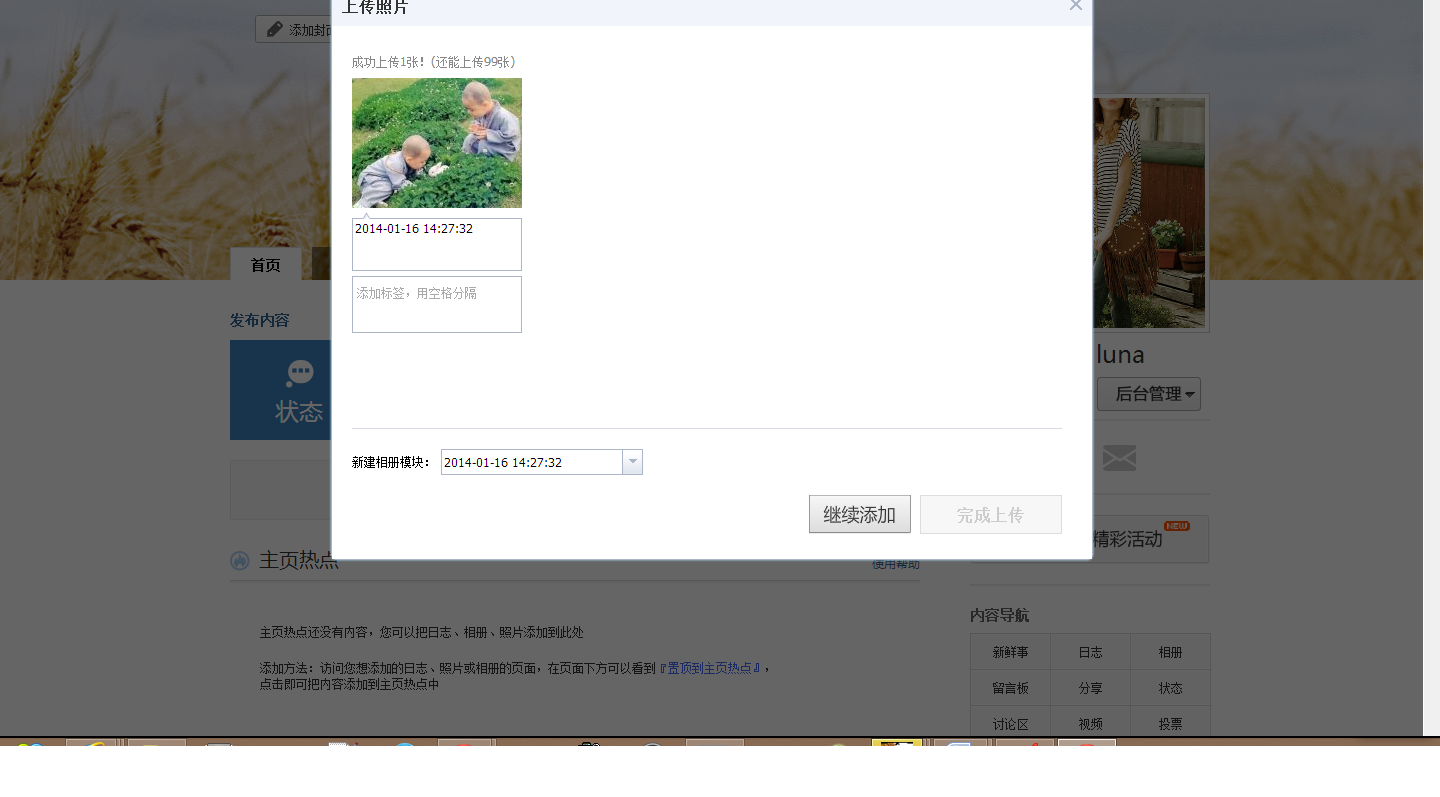 上传照片
添加封面
成功上传1张！(还能上传99张)
2014-01-16 14:27:32
添加标签，用空格分隔
新建相册模块：
2014-01-16 14:27:32
继续添加
完成上传
首页
发布内容
状态
luna
后台管理
精彩活动
NEW
主页热点
使用帮助
主页热点还没有内容，您可以把日志、相册、照片添加到此处
添加方法：访问您想添加的日志、照片或相册的页面，在页面下方可以看到『置顶到主页热点』，
点击即可把内容添加到主页热点中
内容导航
新鲜事 日志 相册
留言板 分享 状态
讨论区 视频 投票